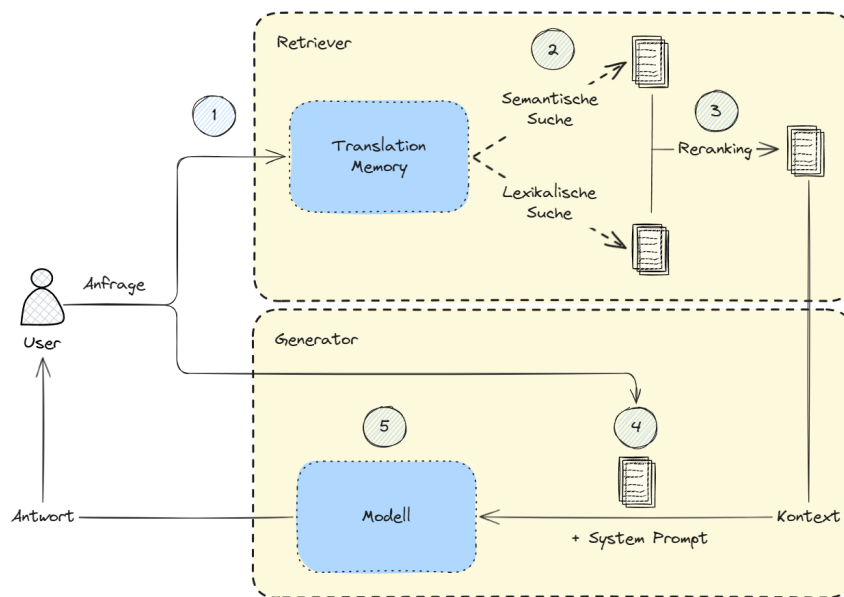 Retriever
2
1
Semantische
Suche
3
Translation
Memory
Reranking
Lexikalische
Suche
Anfrage
User
Generator
5
4
Antwort
Modell
Kontext
+ System Prompt